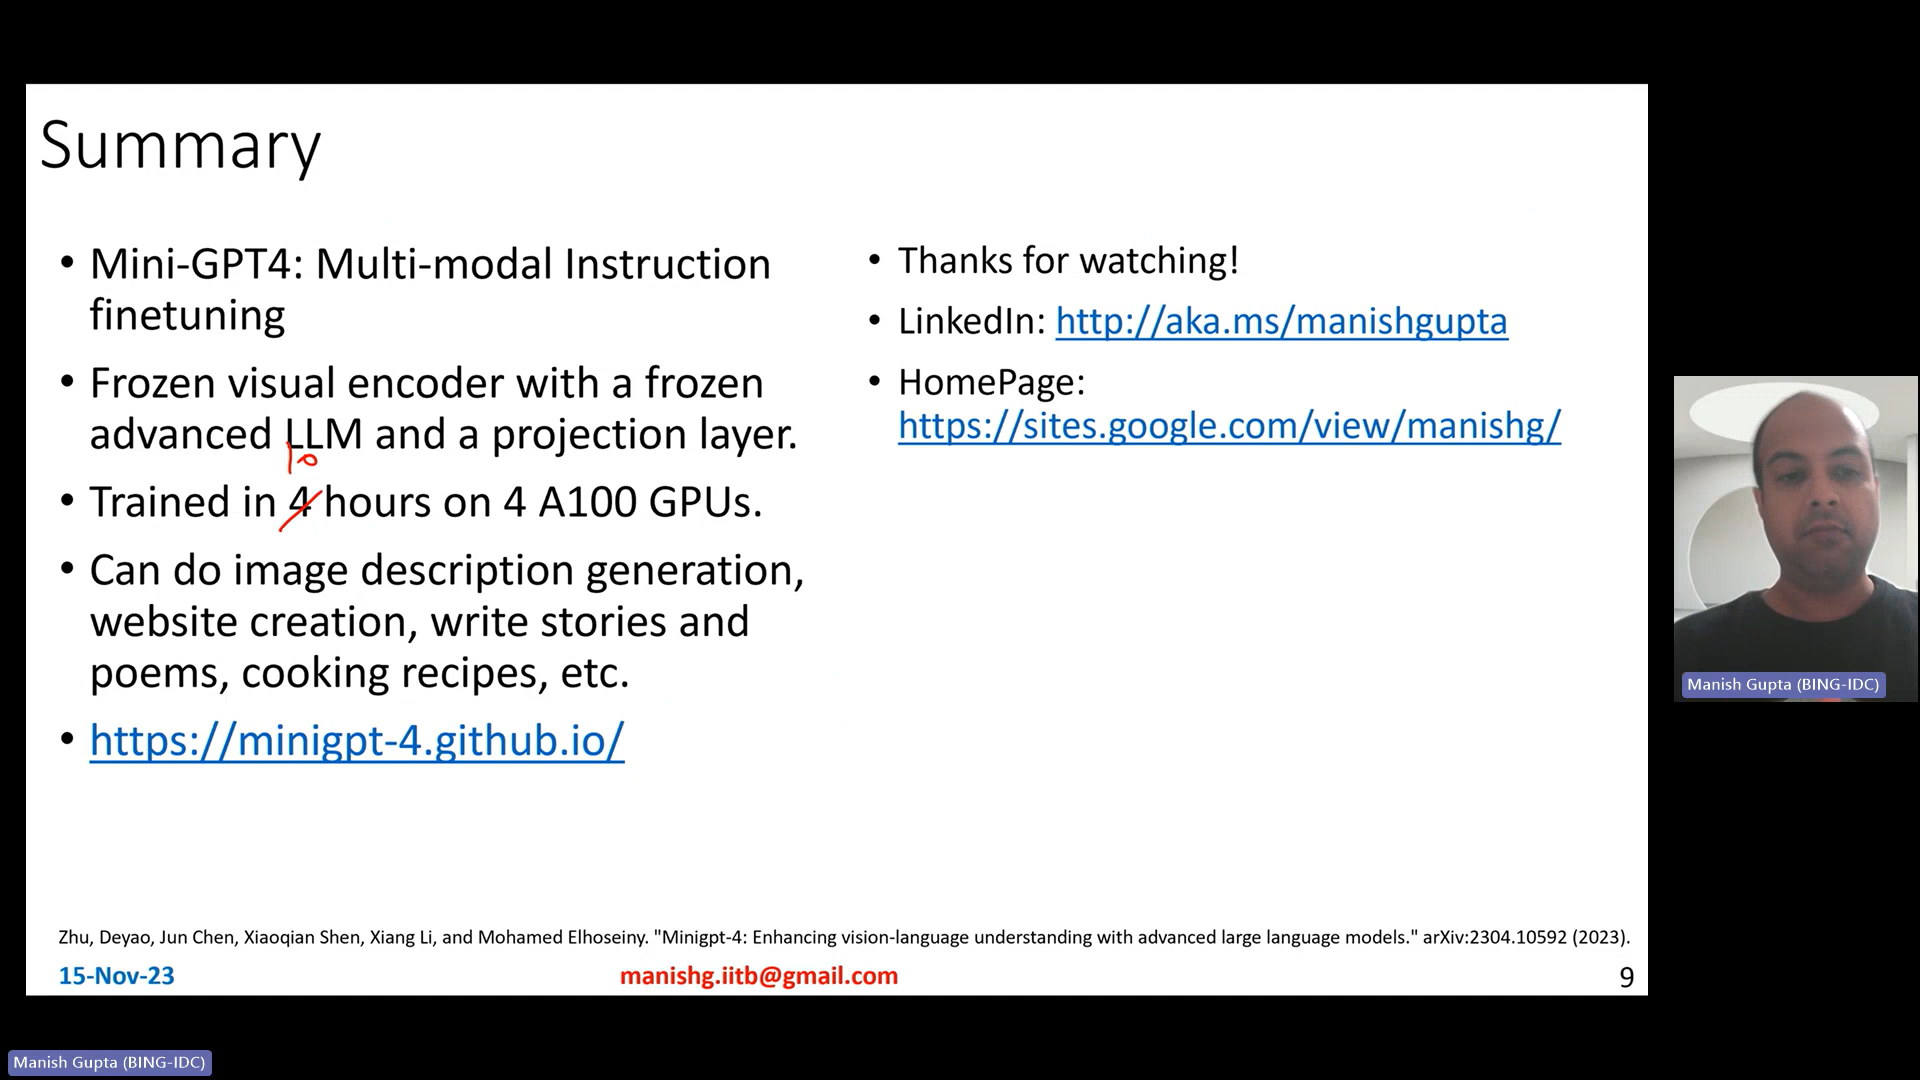 Summary
• Mini-GPT4: Multi-modal Instruction
finetuning
• Frozen visual encoder with a frozen
advanced LLM and a projection layer.
10
• Trained in 4 hours on 4 A100 GPUs.
• Can do image description generation,
website creation, write stories and
poems, cooking recipes, etc.
• https://minigpt-4.github.io/
• Thanks for watching!
• LinkedIn: http://aka.ms/manishgupta
• HomePage:
https://sites.google.com/view/manishg/
Manish Gupta (BING-IDC)
Zhu, Deyao, Jun Chen, Xiaoqian Shen, Xiang Li, and Mohamed Elhoseiny. "Minigpt-4: Enhancing vision-language understanding with advanced large language models." arXiv:2304.10592 (2023).
15-Nov-23 manishg.iitb@gmail.com 9
Manish Gupta (BING-IDC)